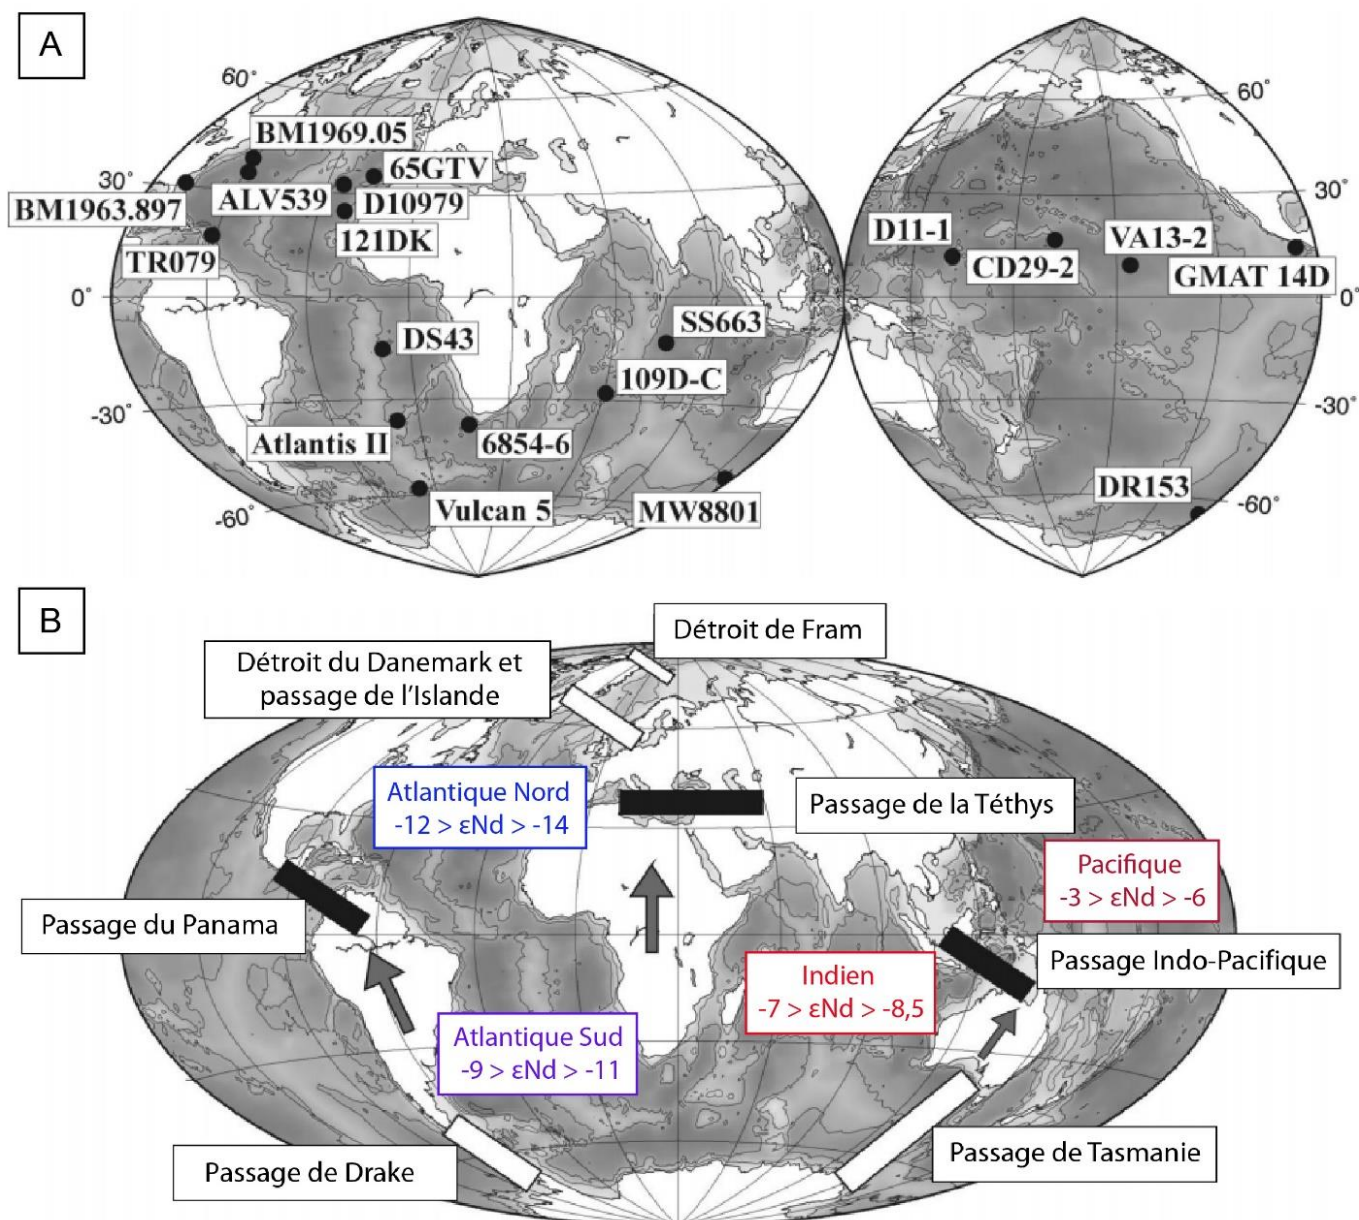 A
60°
60°
BM1969.05
65GTV
30°
30°
ALV539
D10979
BM1963.897
D11-1
VA13-2
121DK
TR079
CD29-2
GMAT 14D
0°
0°
SS663
DS43
109D-C
-30°
-30°
Atlantis II
6854-6
DR153
-60°
-60°
Vulcan 5
MW8801
B
Détroit de Fram
Détroit du Danemark et
passage de l'Islande
Atlantique Nord
-12 > εNd > -14
Passage de la Téthys
Pacifique
-3 > εNd > -6
Passage du Panama
Passage Indo-Pacifique
Indien
-7 > εNd > -8,5
Atlantique Sud
-9 > εNd > -11
Passage de Tasmanie
Passage de Drake